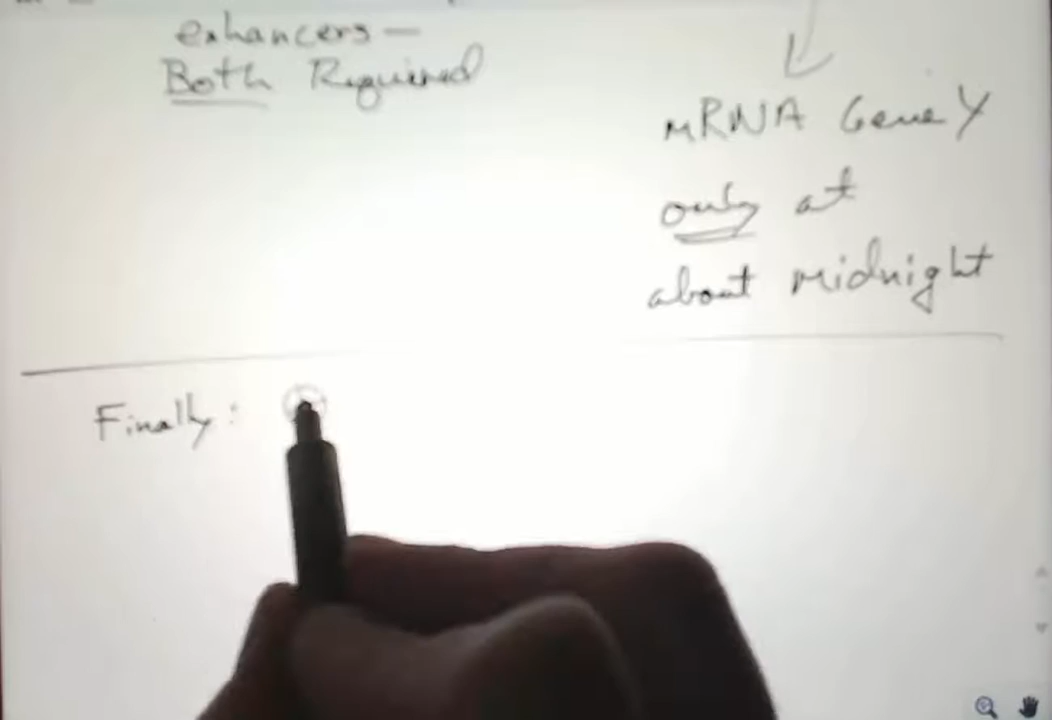 enhancers —
Both Required
mRNA Gene Y
only at
about midnight
Finally: